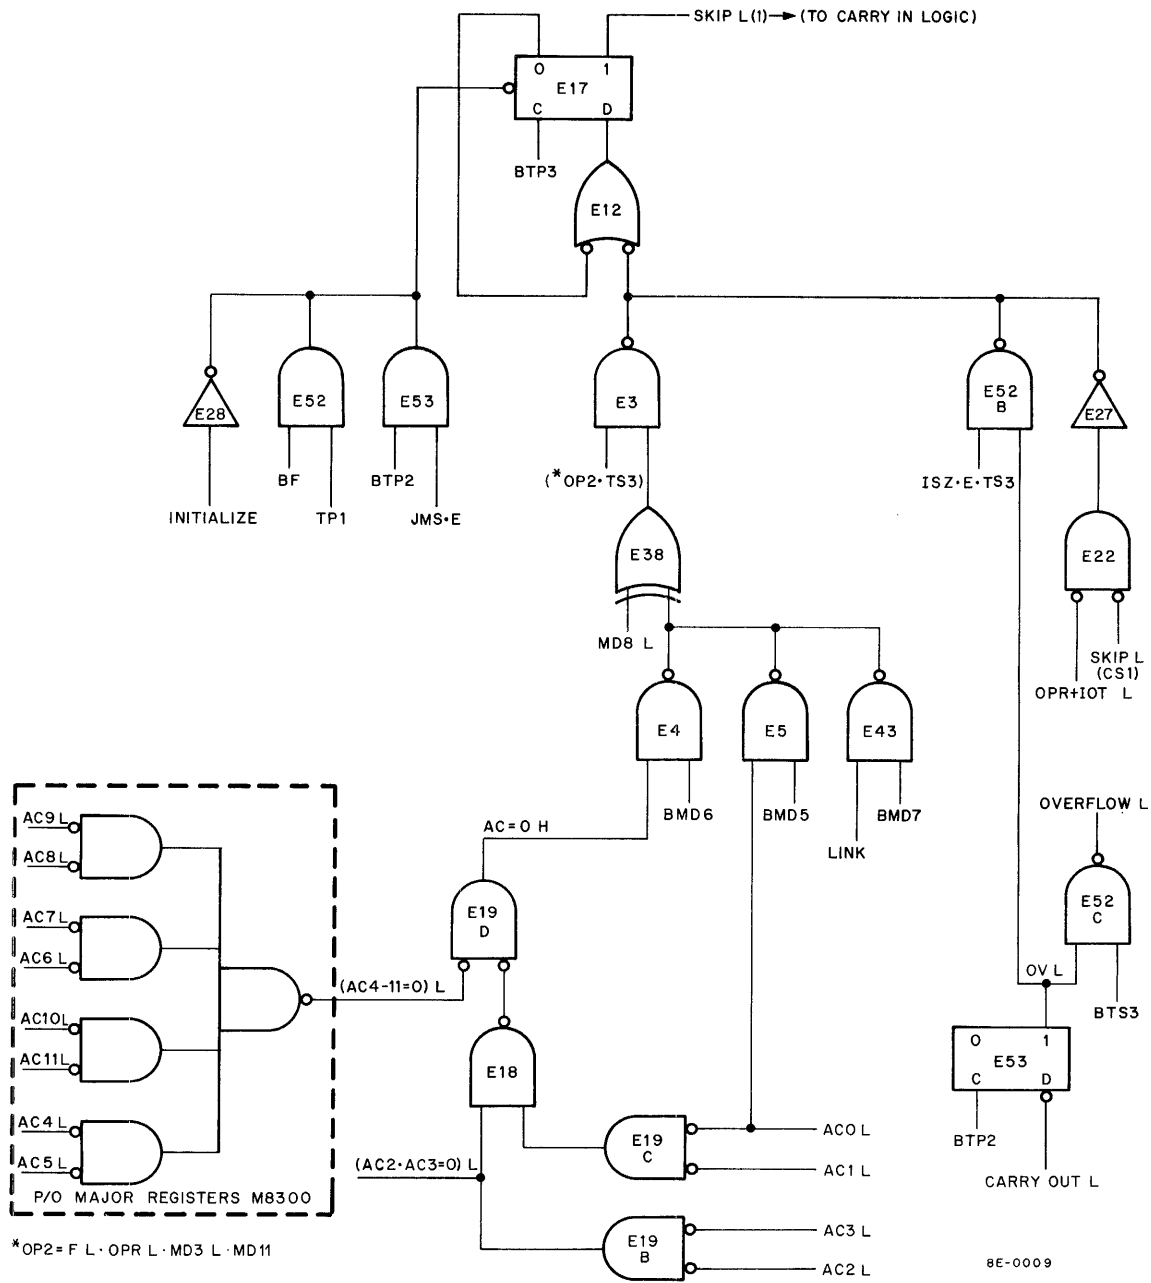 SKIP L(1) (TO CARRY IN LOGIC)
0 1
E17
C D
BTP3
E12
E28
E52
E53
E3
E52
B
E27
BF
BTP2
(*OP2·TS3)
ISZ·E·TS3
INITIALIZE
TP1
JMS·E
E38
E22
MD8 L
SKIP L
(CS1)
OPR+IOT L
E4
E5
E43
BMD6
BMD5
BMD7
LINK
OVERFLOW L
AC=0 H
AC9 L
AC8 L
E19
D
E52
C
AC7 L
AC6 L
OV L
(AC4-11=0) L
BTS3
AC10L
AC11L
0 1
E53
C D
E18
AC4 L
AC5 L
E19
C
AC0 L
AC1 L
BTP2
CARRY OUT L
(AC2·AC3=0) L
P/O MAJOR REGISTERS M8300
E19
B
AC3 L
AC2 L
*OP2=F L·OPR L·MD3 L·MD11
8E-0009